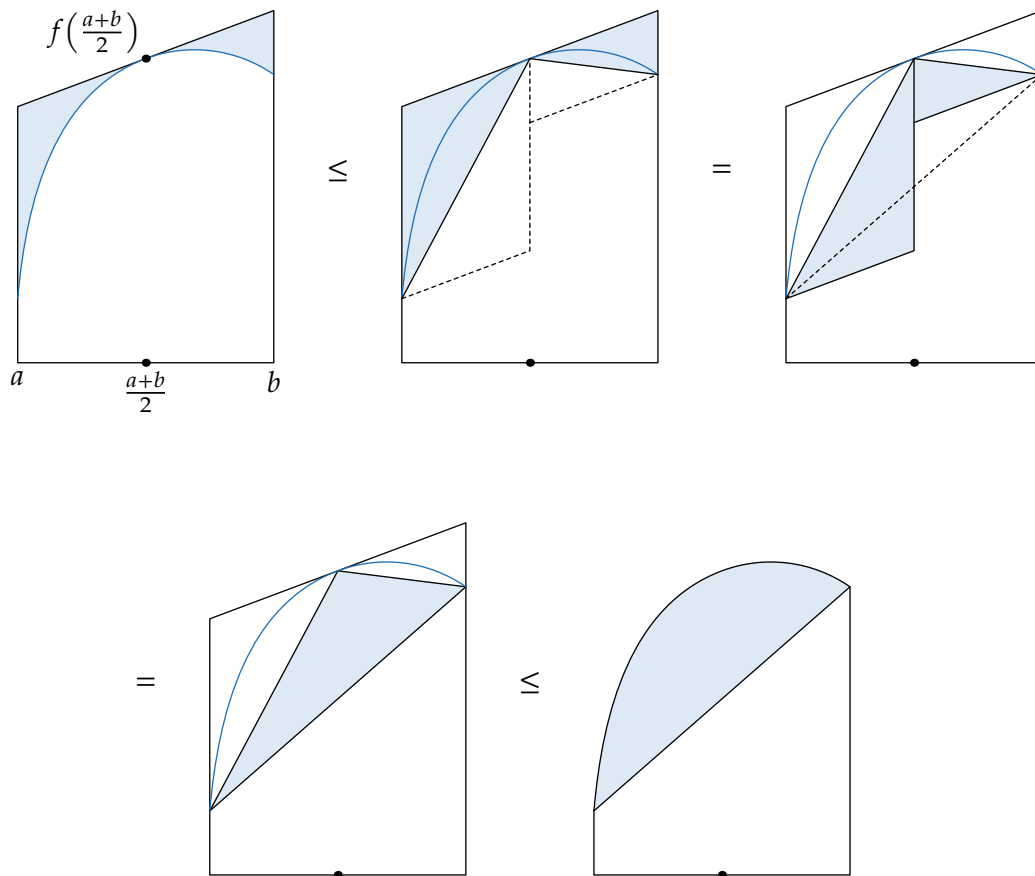 f((a+b)/2)
≤
=
a
(a+b)/2
b
=
≤